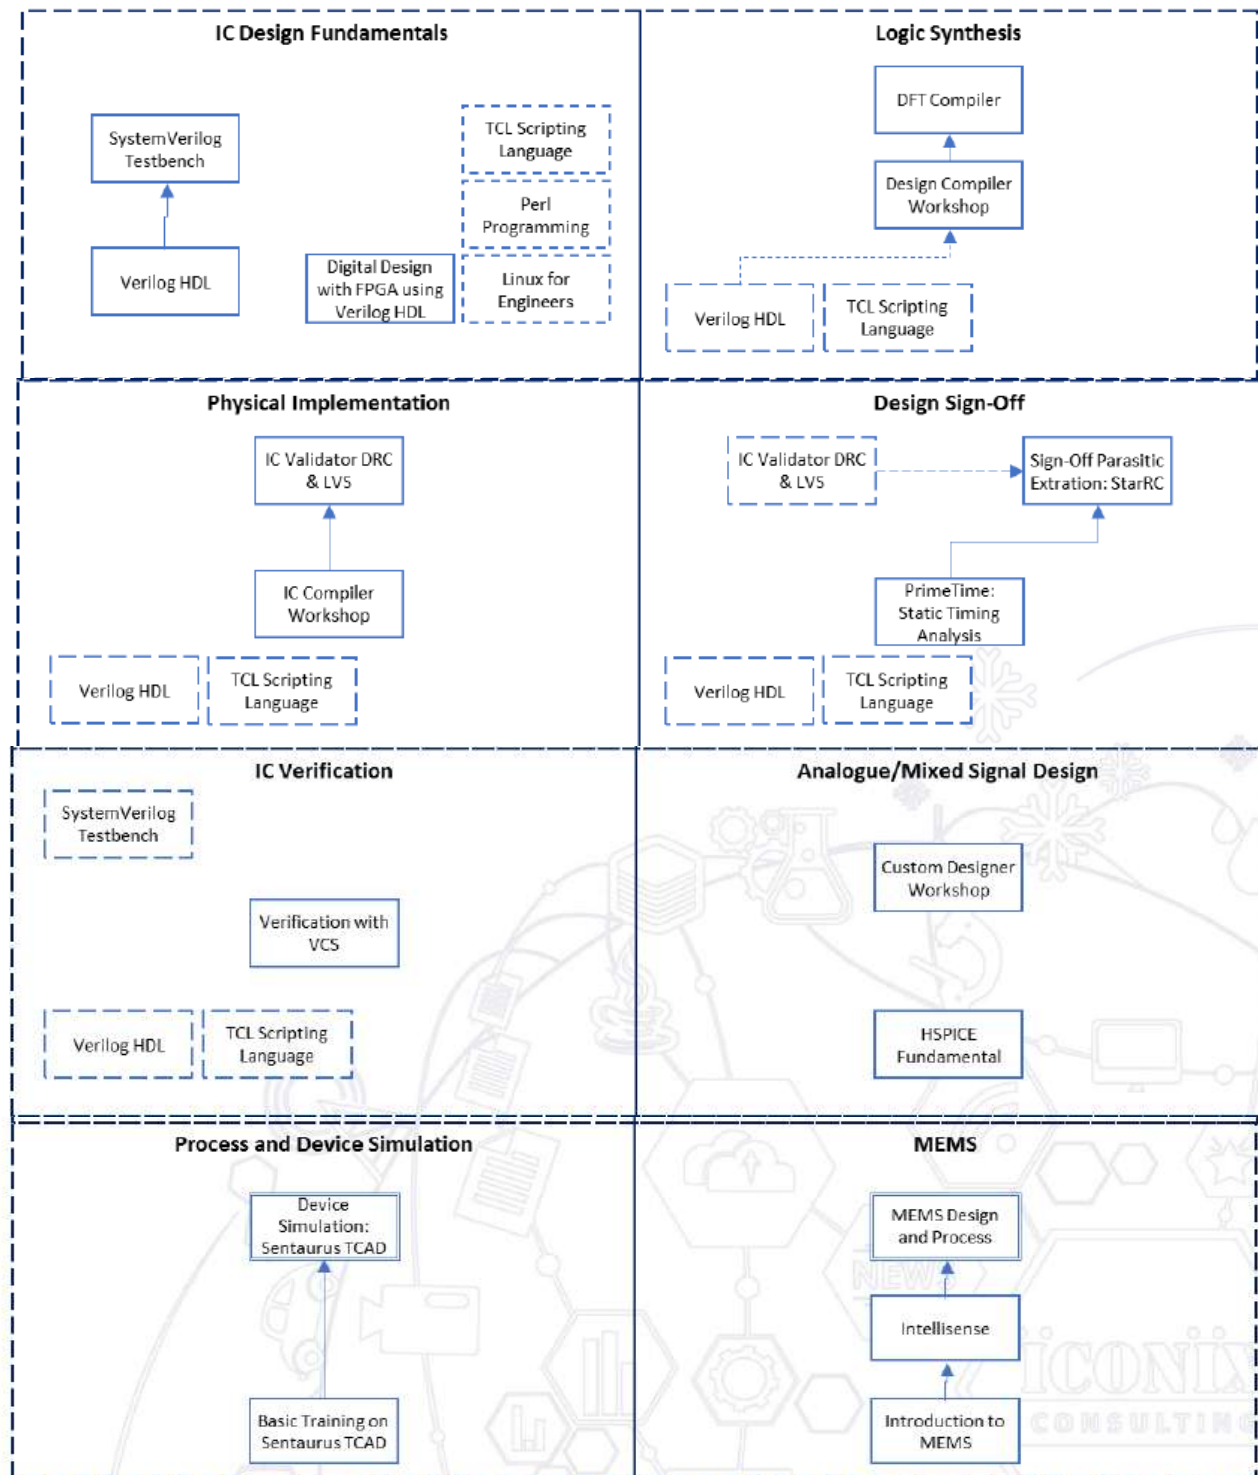 IC Design Fundamentals
SystemVerilog
Testbench
Verilog HDL
Digital Design
with FPGA using
Verilog HDL
TCL Scripting
Language
Perl
Programming
Linux for
Engineers
Logic Synthesis
DFT Compiler
Design Compiler
Workshop
Verilog HDL
TCL Scripting
Language
Physical Implementation
IC Validator DRC
& LVS
IC Compiler
Workshop
Verilog HDL
TCL Scripting
Language
Design Sign-Off
IC Validator DRC
& LVS
Sign-Off Parasitic
Extration: StarRC
PrimeTime:
Static Timing
Analysis
Verilog HDL
TCL Scripting
Language
IC Verification
SystemVerilog
Testbench
Verification with
VCS
Verilog HDL
TCL Scripting
Language
Analogue/Mixed Signal Design
Custom Designer
Workshop
HSPICE
Fundamental
Process and Device Simulation
Device
Simulation:
Sentaurus TCAD
Basic Training on
Sentaurus TCAD
MEMS
MEMS Design
and Process
NEWS
Intellisense
Introduction to
MEMS
iCONiX
CONSULTING